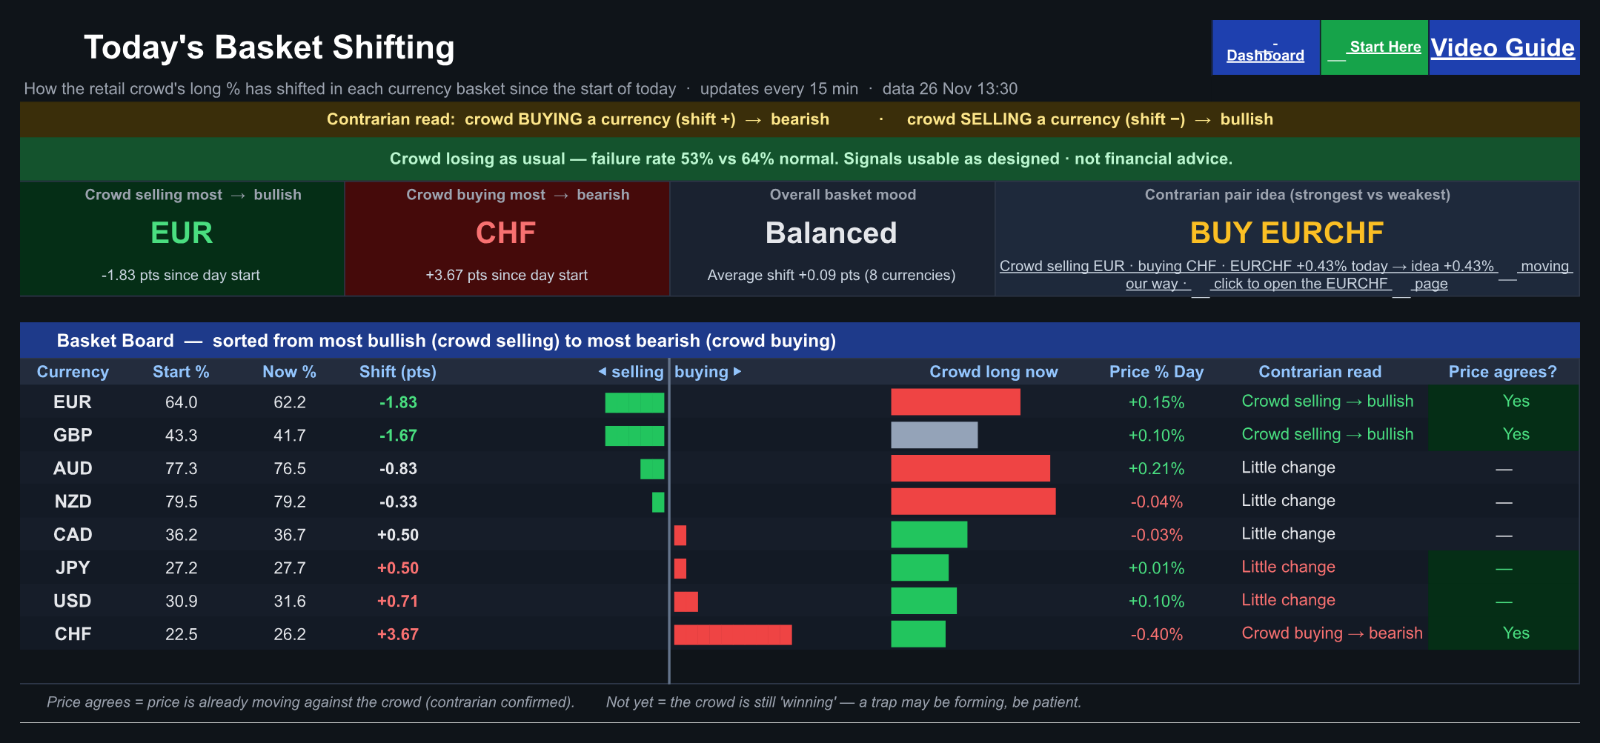 Today's Basket Shifting
Dashboard
Start Here
Video Guide
How the retail crowd's long % has shifted in each currency basket since the start of today · updates every 15 min · data 26 Nov 13:30
Contrarian read: crowd BUYING a currency (shift +) → bearish · crowd SELLING a currency (shift −) → bullish
Crowd losing as usual — failure rate 53% vs 64% normal. Signals usable as designed · not financial advice.
Crowd selling most → bullish
EUR
-1.83 pts since day start
Crowd buying most → bearish
CHF
+3.67 pts since day start
Overall basket mood
Balanced
Average shift +0.09 pts (8 currencies)
Contrarian pair idea (strongest vs weakest)
BUY EURCHF
Crowd selling EUR · buying CHF · EURCHF +0.43% today → idea +0.43% moving
our way · click to open the EURCHF page
Basket Board — sorted from most bullish (crowd selling) to most bearish (crowd buying)
Currency Start % Now % Shift (pts) ◄ selling buying ► Crowd long now Price % Day Contrarian read Price agrees?
EUR 64.0 62.2 -1.83 +0.15% Crowd selling → bullish Yes
GBP 43.3 41.7 -1.67 +0.10% Crowd selling → bullish Yes
AUD 77.3 76.5 -0.83 +0.21% Little change —
NZD 79.5 79.2 -0.33 -0.04% Little change —
CAD 36.2 36.7 +0.50 -0.03% Little change —
JPY 27.2 27.7 +0.50 +0.01% Little change —
USD 30.9 31.6 +0.71 +0.10% Little change —
CHF 22.5 26.2 +3.67 -0.40% Crowd buying → bearish Yes
Price agrees = price is already moving against the crowd (contrarian confirmed). Not yet = the crowd is still 'winning' — a trap may be forming, be patient.